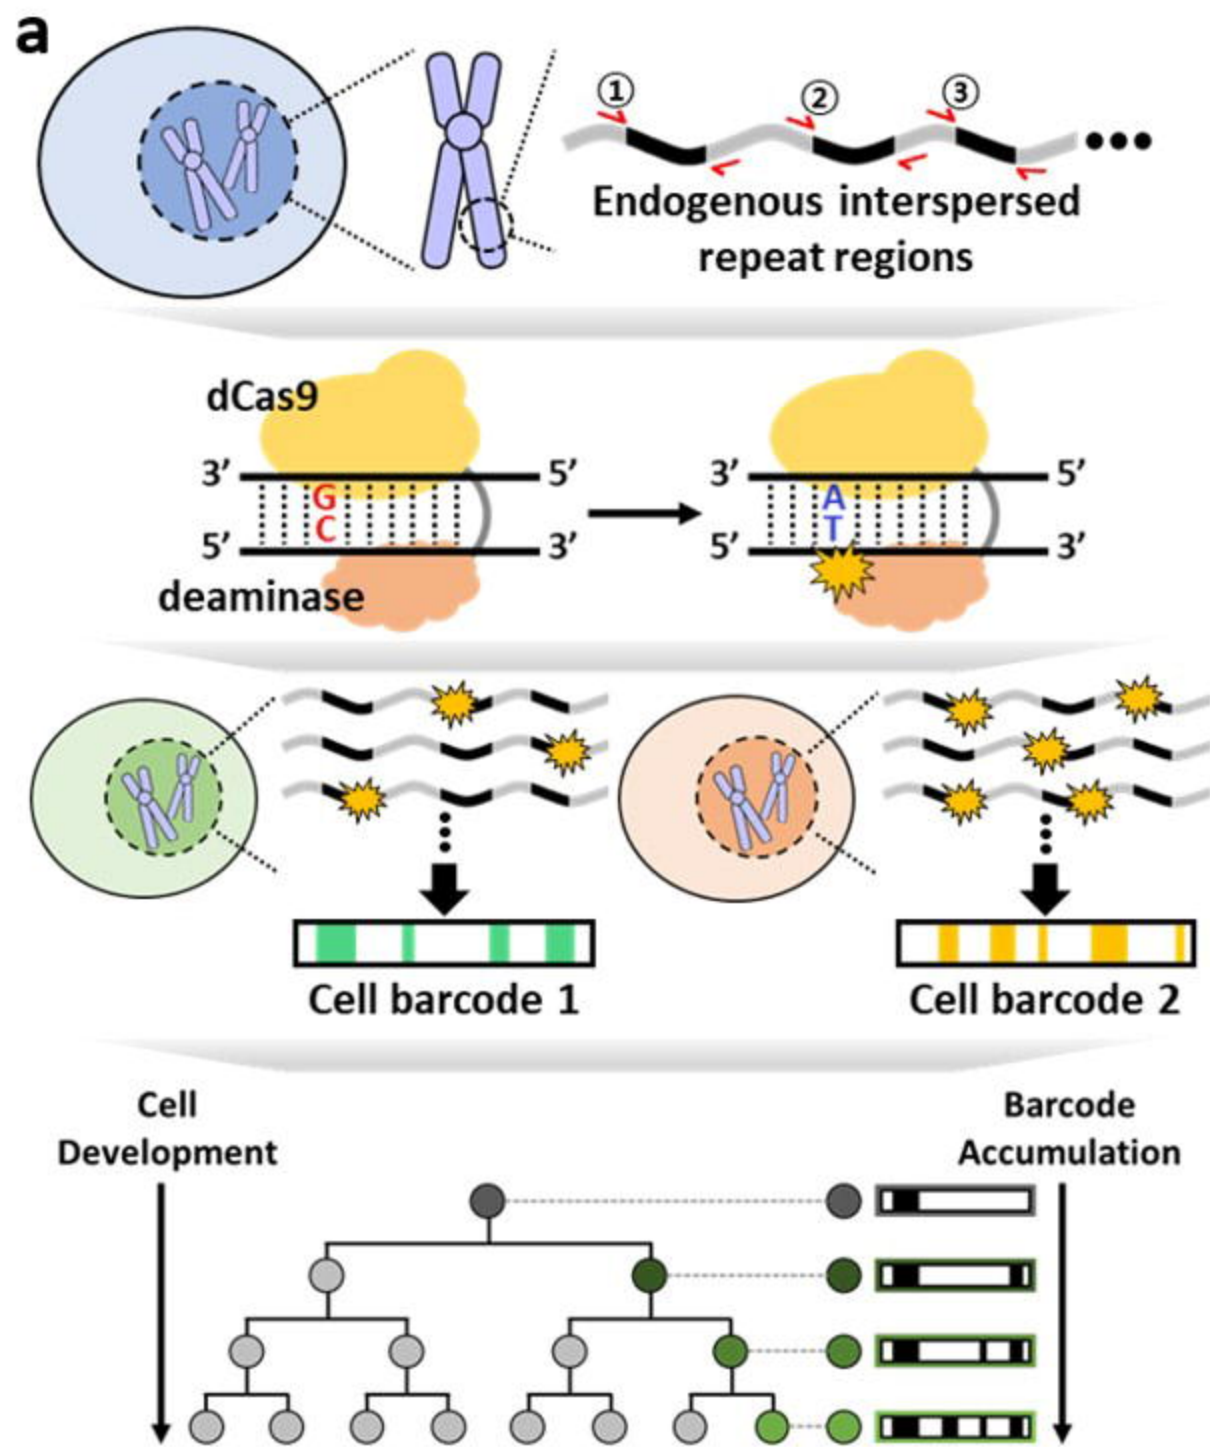 a
① ② ③
Endogenous interspersed
repeat regions
dCas9
3’ 5’ 3’ 5’
G A
C T
5’ 3’ 5’ 3’
deaminase
Cell barcode 1 Cell barcode 2
Cell Barcode
Development Accumulation